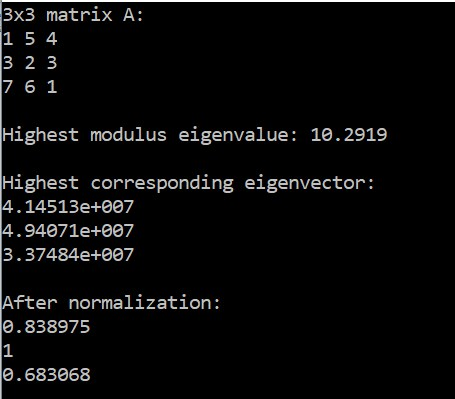 3x3 matrix A:
1 5 4
3 2 3
7 6 1
Highest modulus eigenvalue: 10.2919
Highest corresponding eigenvector:
4.14513e+007
4.94071e+007
3.37484e+007
After normalization:
0.838975
1
0.683068